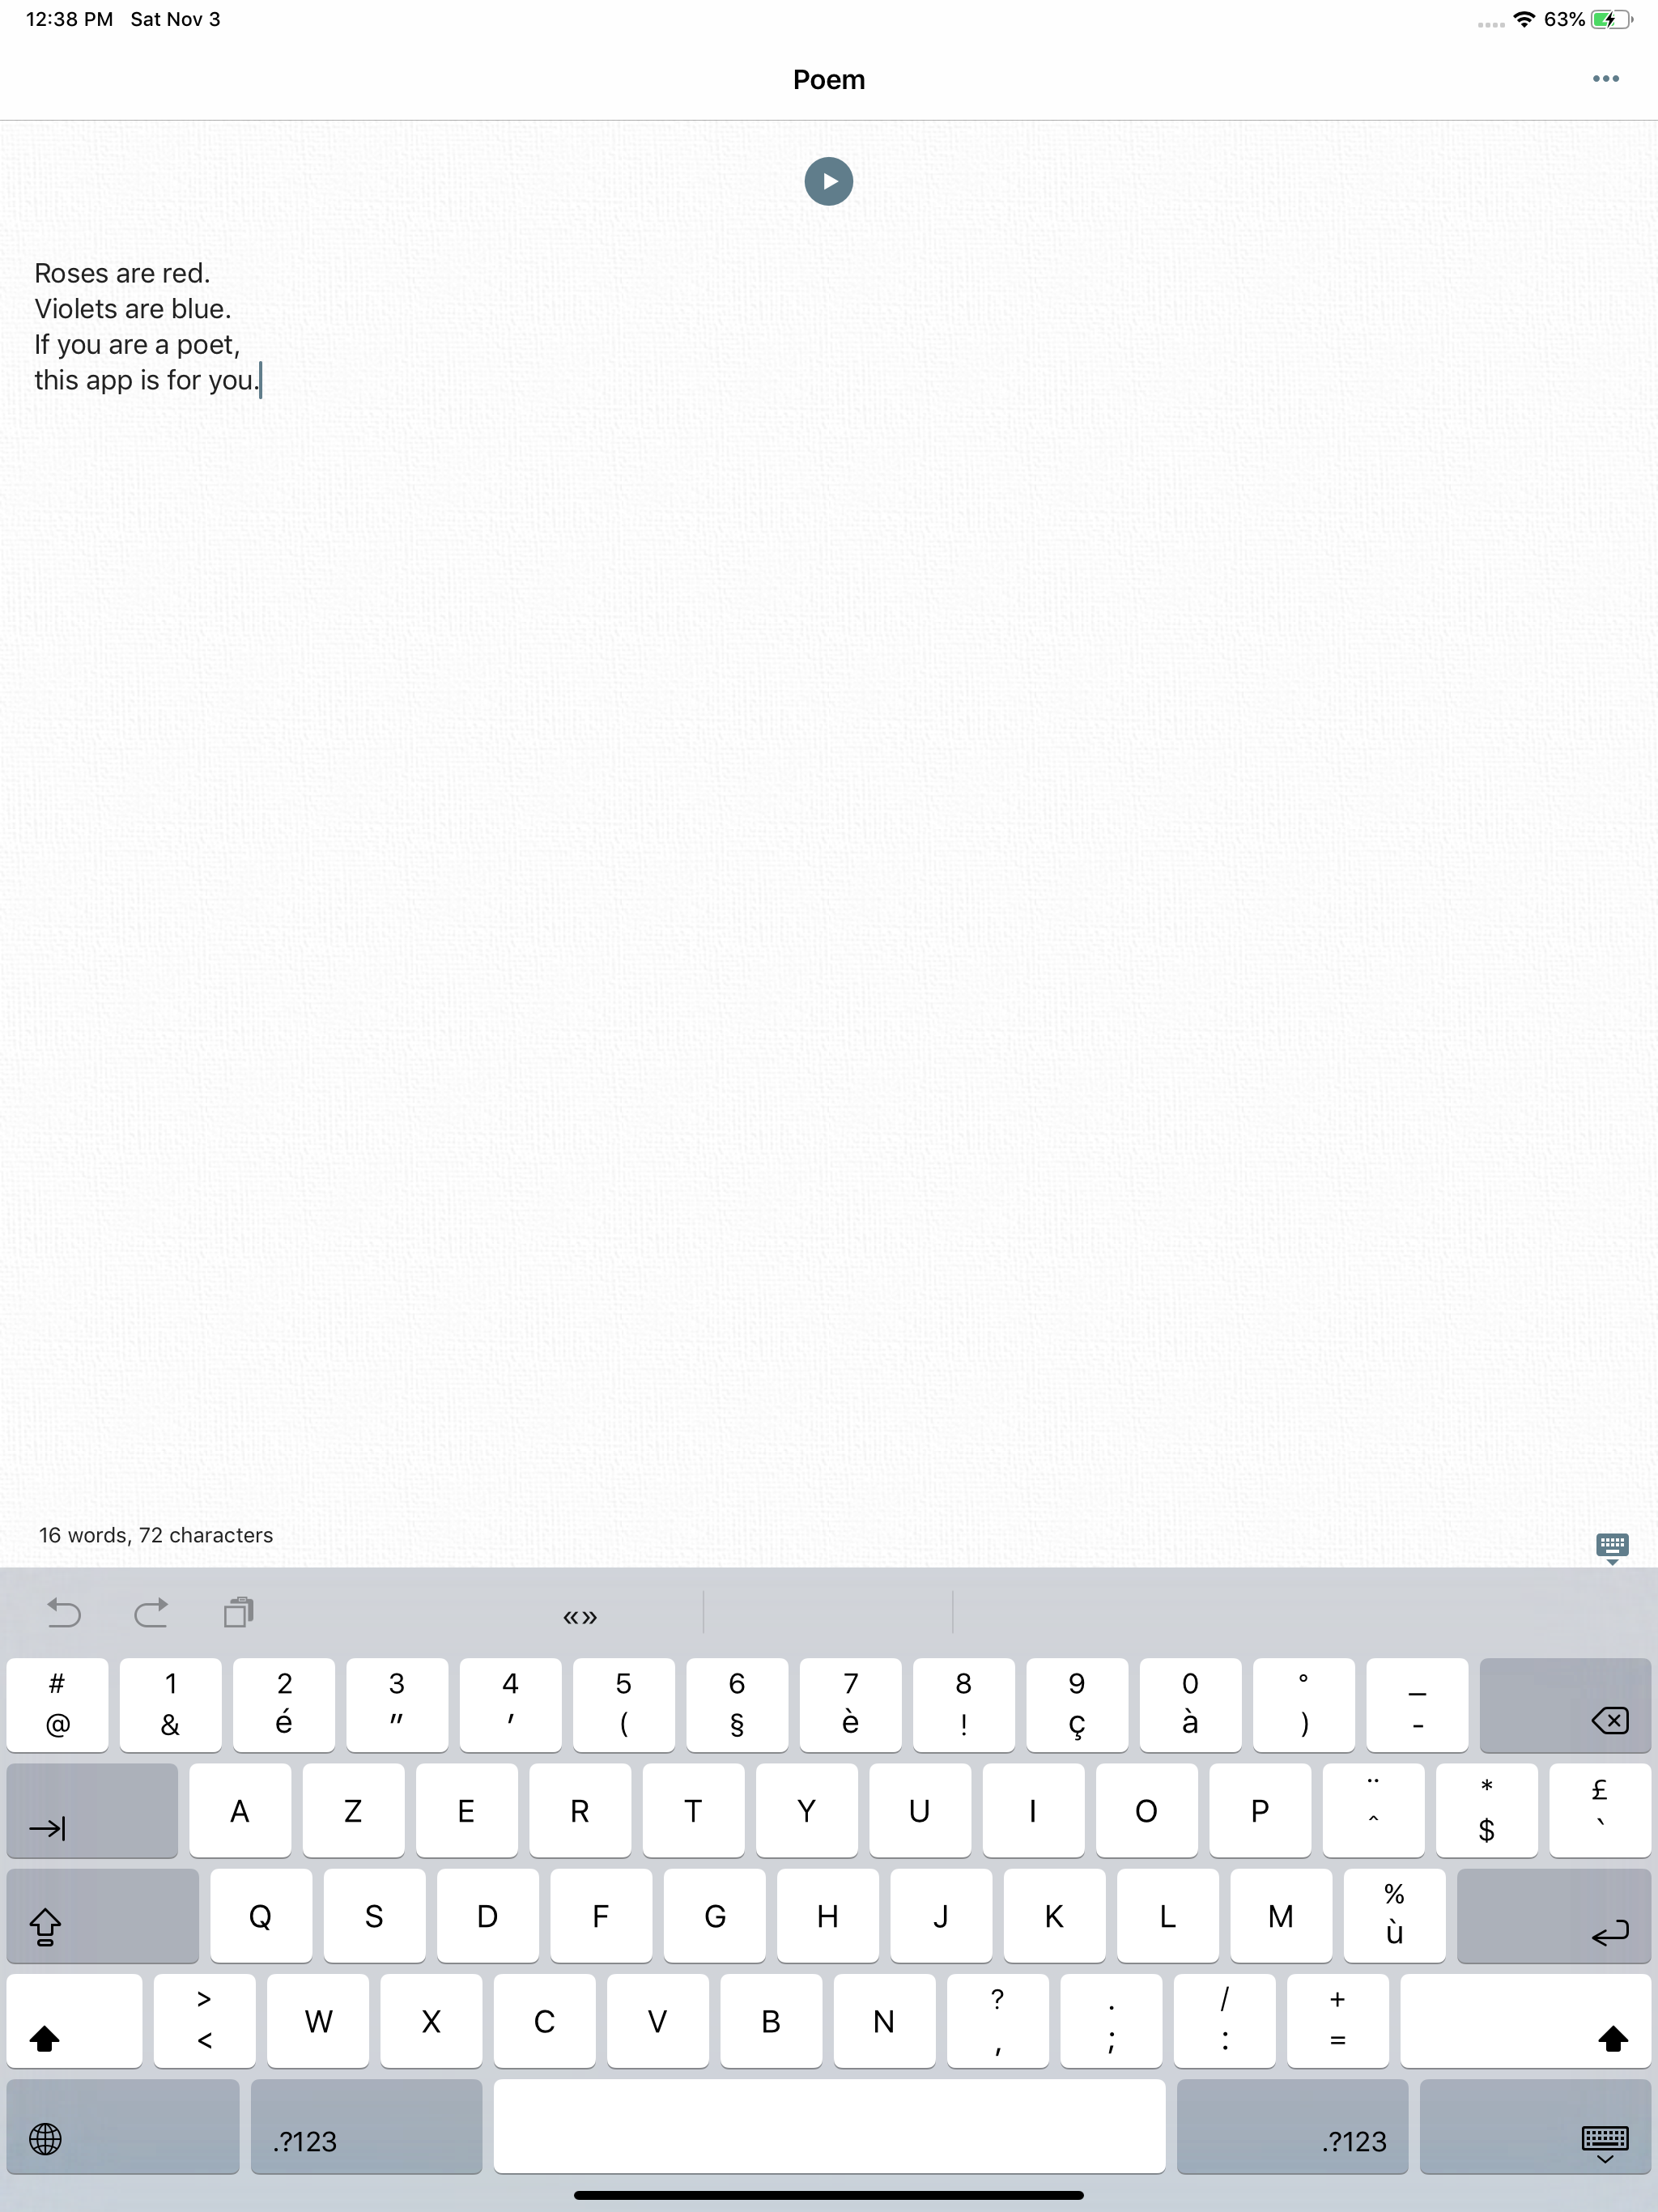 12:38 PM Sat Nov 3 63%
Poem
Roses are red.
Violets are blue.
If you are a poet,
this app is for you.
16 words, 72 characters
«»
# 1 2 3 4 5 6 7 8 9 0 ° _
@ & é " ' ( § è ! ç à ) -
A Z E R T Y U I O P ¨ ^ * $ £ `
Q S D F G H J K L M % ù
> < W X C V B N ? , . ; / : + =
.?123 .?123